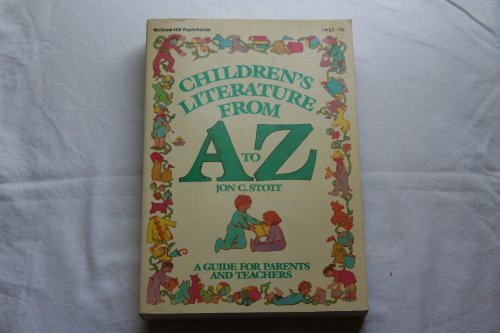 McGraw-Hill Paperbacks
CHILDREN'S
LITERATURE
FROM
A TO Z
JON C. STOTT
A GUIDE FOR PARENTS
AND TEACHERS